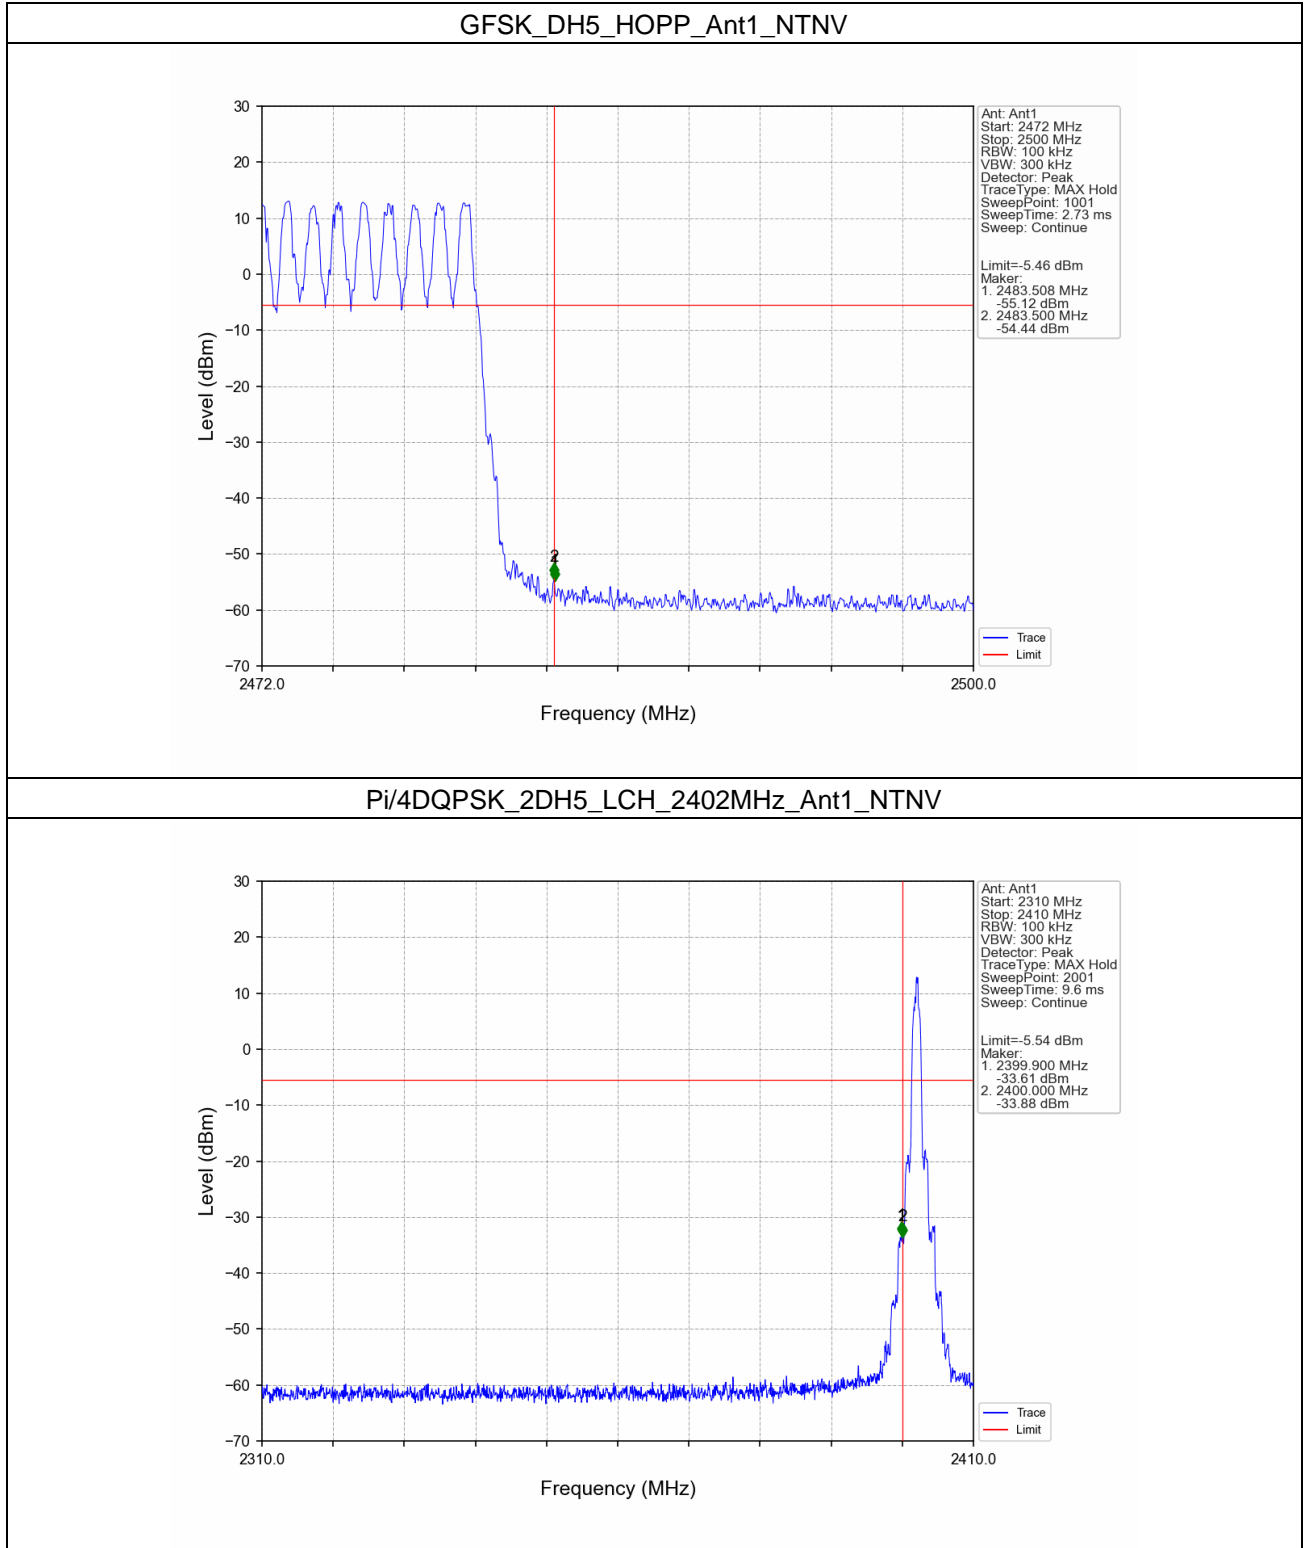 GFSK_DH5_HOPP_Ant1_NTNV
30
20
10
0
−10
−20
−30
−40
−50
−60
−70
Level (dBm)
2472.0
2500.0
Frequency (MHz)
2
Ant: Ant1
Start: 2472 MHz
Stop: 2500 MHz
RBW: 100 kHz
VBW: 300 kHz
Detector: Peak
TraceType: MAX Hold
SweepPoint: 1001
SweepTime: 2.73 ms
Sweep: Continue
Limit=-5.46 dBm
Maker:
1. 2483.508 MHz
-55.12 dBm
2. 2483.500 MHz
-54.44 dBm
Trace
Limit
Pi/4DQPSK_2DH5_LCH_2402MHz_Ant1_NTNV
30
20
10
0
−10
−20
−30
−40
−50
−60
−70
Level (dBm)
2310.0
2410.0
Frequency (MHz)
2
Ant: Ant1
Start: 2310 MHz
Stop: 2410 MHz
RBW: 100 kHz
VBW: 300 kHz
Detector: Peak
TraceType: MAX Hold
SweepPoint: 2001
SweepTime: 9.6 ms
Sweep: Continue
Limit=-5.54 dBm
Maker:
1. 2399.900 MHz
-33.61 dBm
2. 2400.000 MHz
-33.88 dBm
Trace
Limit